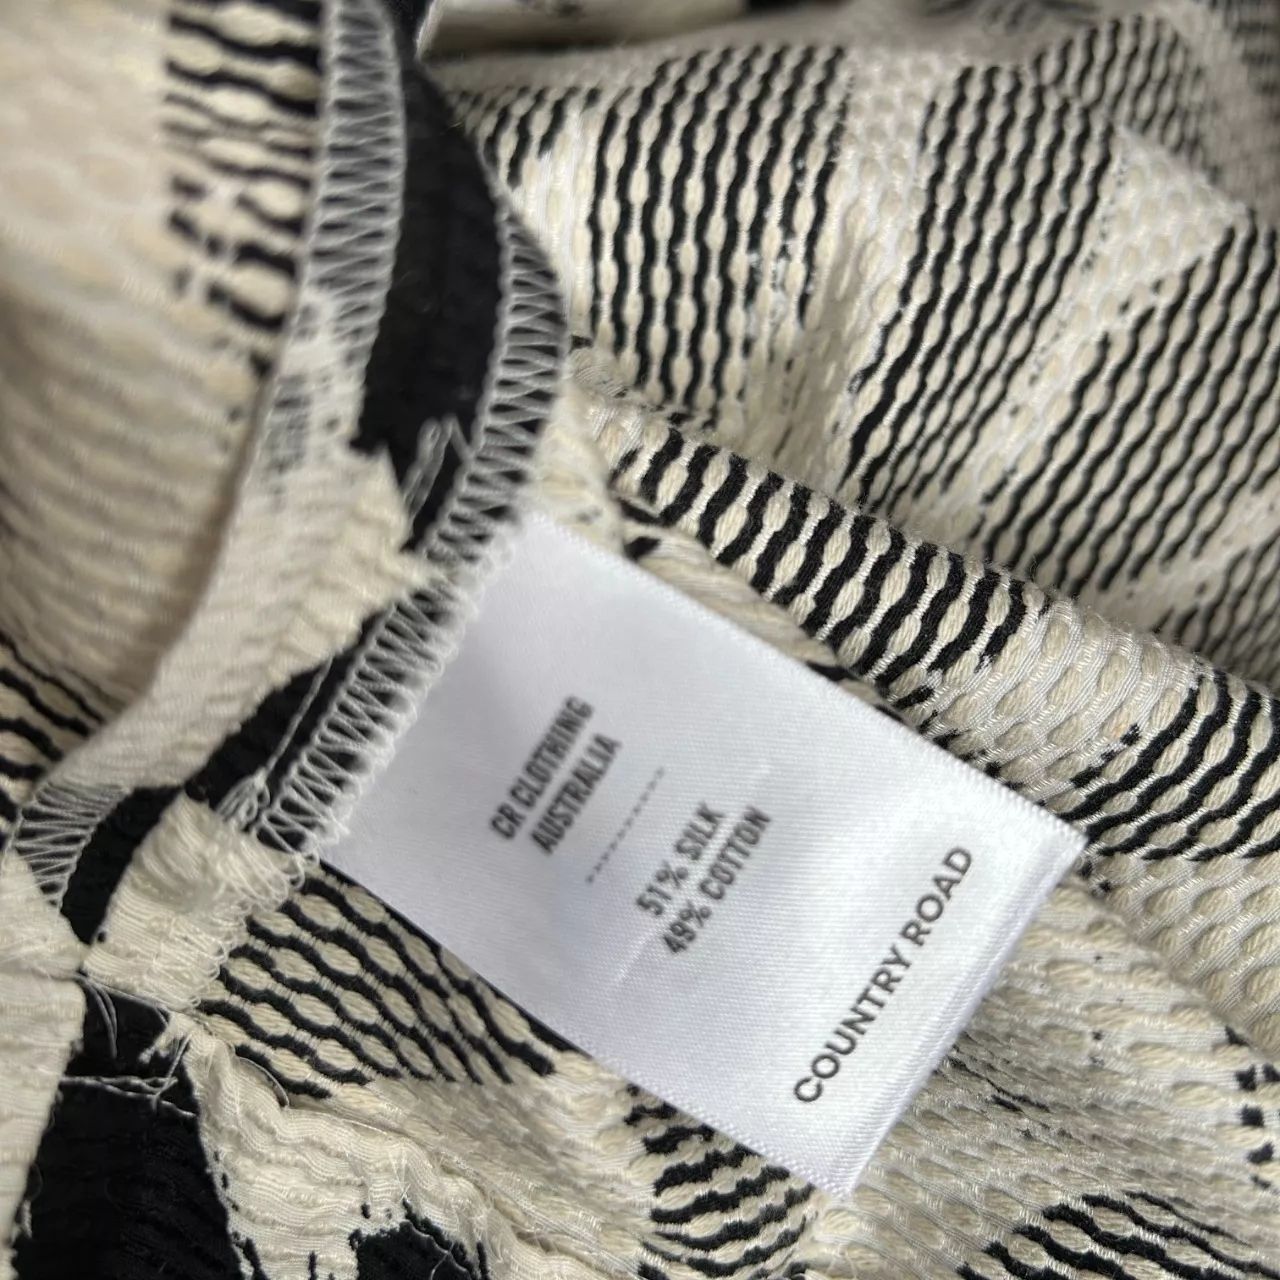 CR CLOTHING
AUSTRALIA
51% SILK
49% COTTON
COUNTRY ROAD